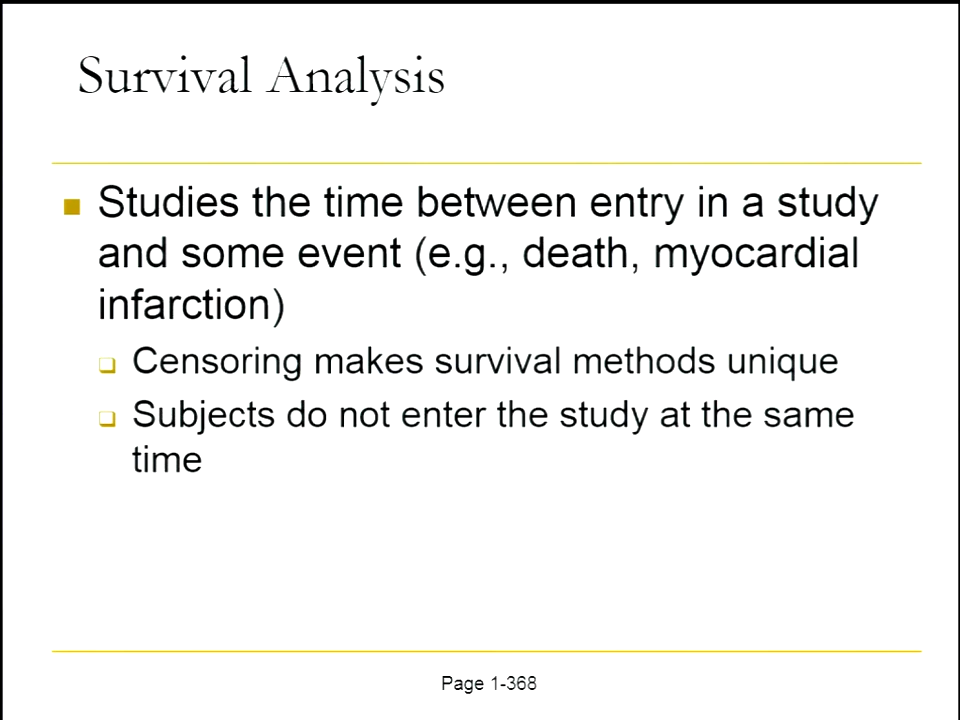 Survival Analysis
Studies the time between entry in a study
and some event (e.g., death, myocardial
infarction)
Censoring makes survival methods unique
Subjects do not enter the study at the same
time
Page 1-368